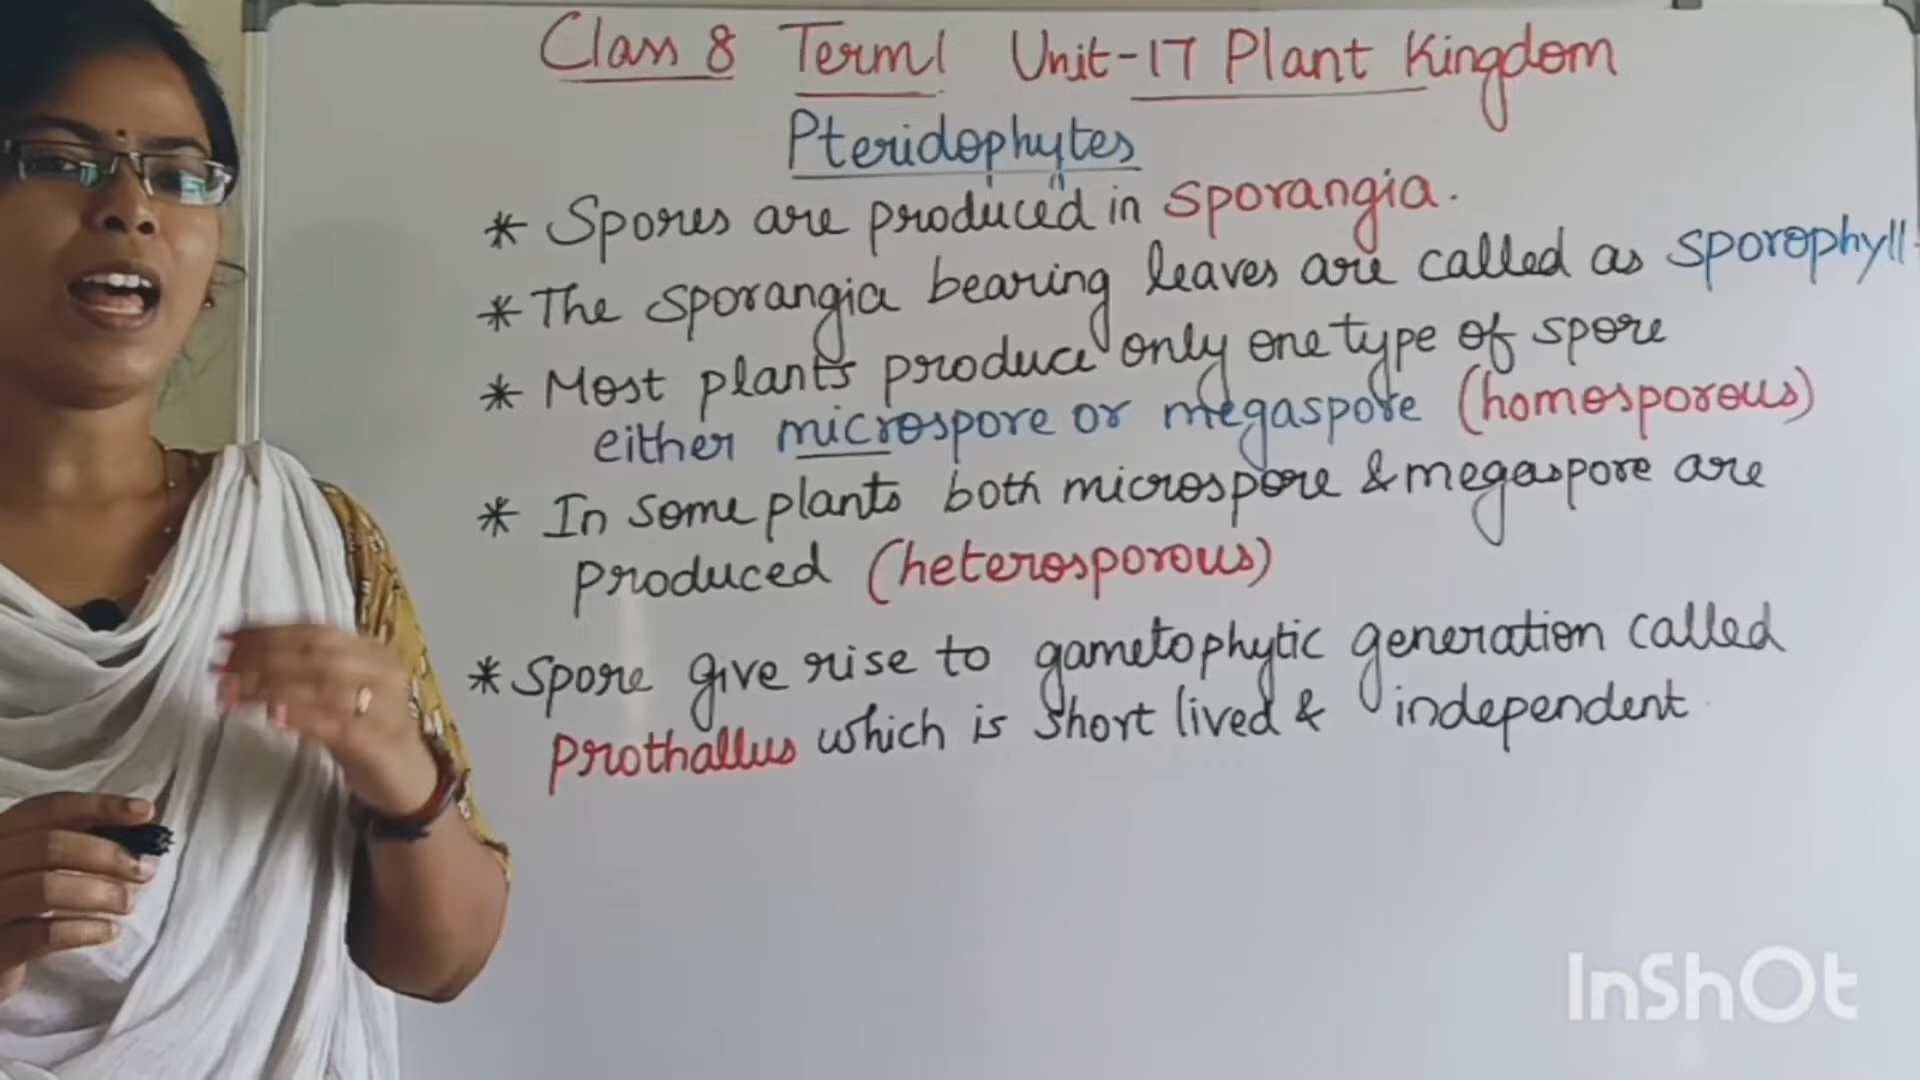 Class 8 Term 1 Unit-17 Plant Kingdom
Pteridophytes
* Spores are produced in sporangia.
* The sporangia bearing leaves are called as sporophyll.
* Most plants produce only one type of spore
either microspore or megaspore (homosporous)
* In some plants both microspore & megaspore are
produced (heterosporous)
* Spore give rise to gametophytic generation called
prothallus which is short lived & independent
InShOt